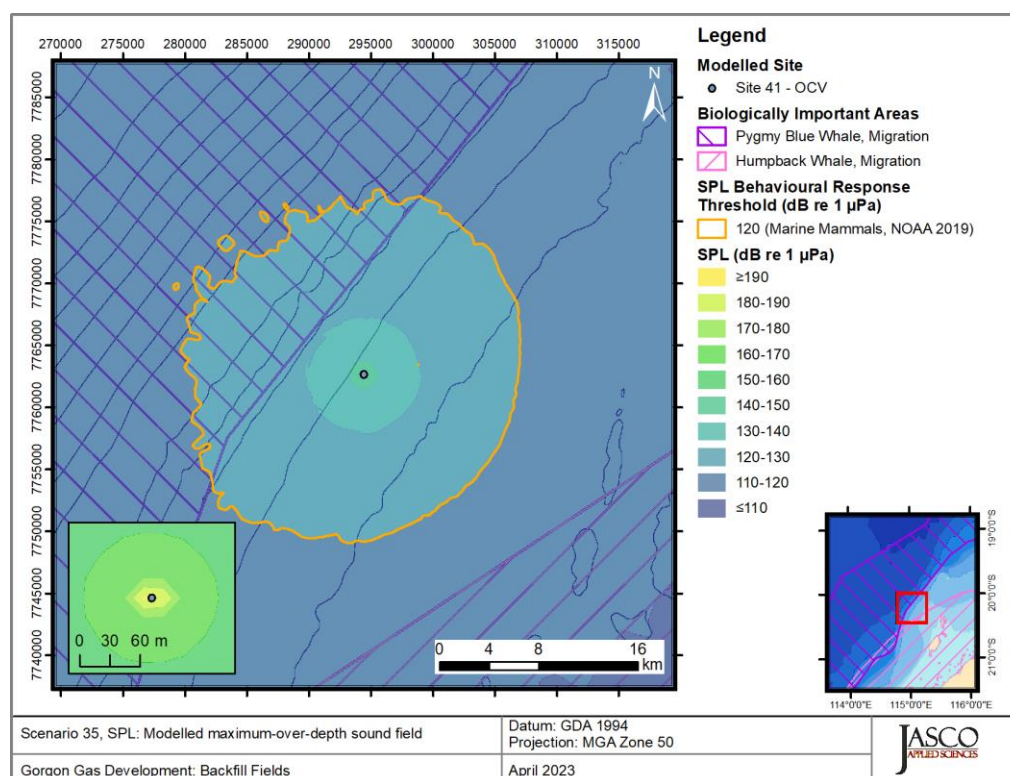 270000 275000 280000 285000 290000 295000 300000 305000 310000 315000
7785000
7780000
7775000
7770000
7765000
7760000
7755000
7750000
7745000
7740000
N
0 30 60 m
0 4 8 16
km
Legend
Modelled Site
Site 41 - OCV
Biologically Important Areas
Pygmy Blue Whale, Migration
Humpback Whale, Migration
SPL Behavioural Response
Threshold (dB re 1 µPa)
120 (Marine Mammals, NOAA 2019)
SPL (dB re 1 µPa)
≥190
180-190
170-180
160-170
150-160
140-150
130-140
120-130
110-120
≤110
19°0'0"S
20°0'0"S
21°0'0"S
114°0'0"E 115°0'0"E 116°0'0"E
Scenario 35, SPL: Modelled maximum-over-depth sound field
Datum: GDA 1994
Projection: MGA Zone 50
Gorgon Gas Development: Backfill Fields
April 2023
JASCO
APPLIED SCIENCES